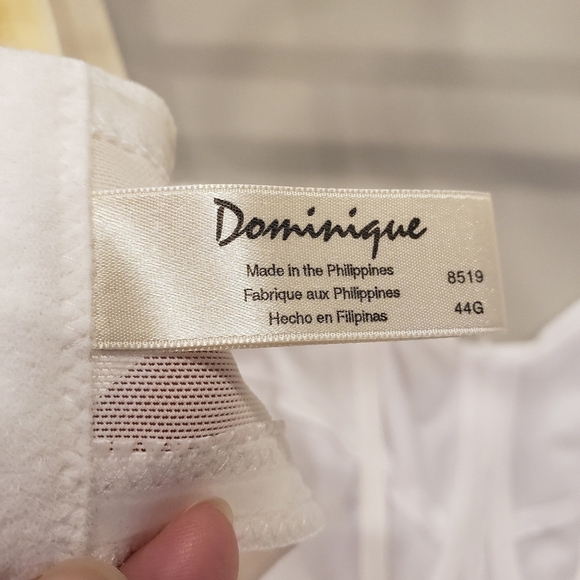 Dominique
Made in the Philippines
Fabrique aux Philippines
Hecho en Filipinas
8519
44G